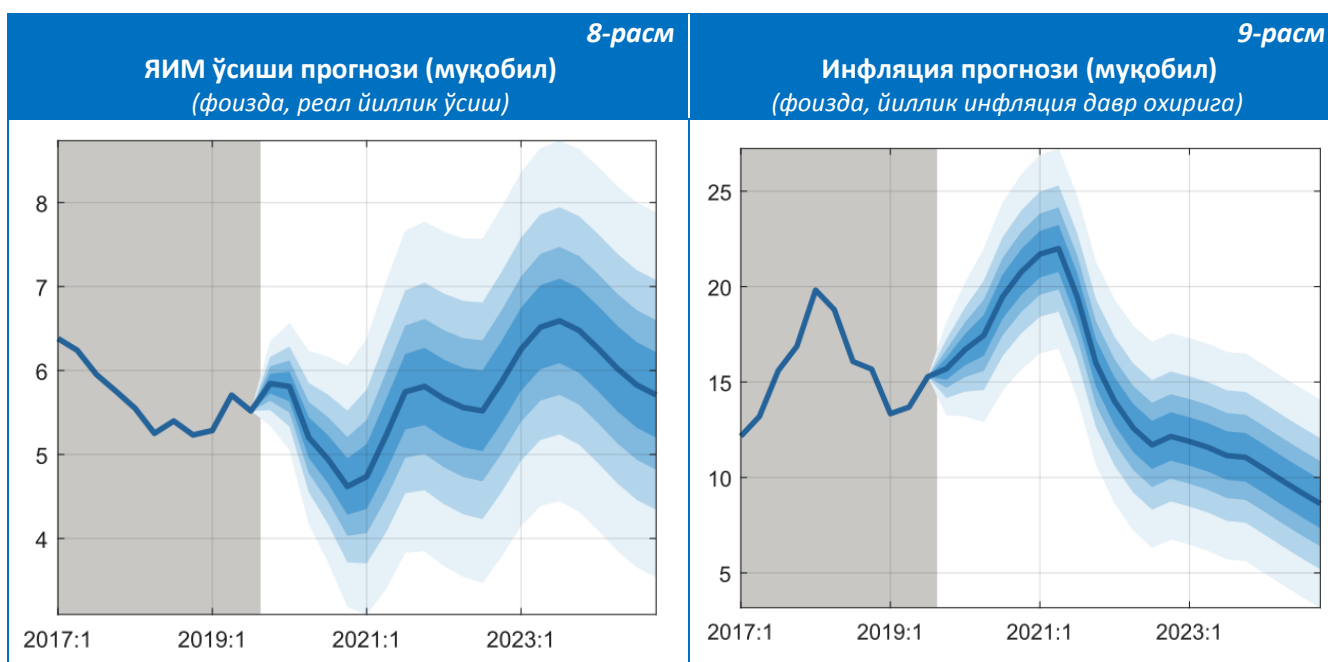 8-расм
ЯИМ ўсиши прогнози (муқобил)
(фоизда, реал йиллик ўсиш)
8
7
6
5
4
2017:1 2019:1 2021:1 2023:1
9-расм
Инфляция прогнози (муқобил)
(фоизда, йиллик инфляция давр охирига)
25
20
15
10
5
2017:1 2019:1 2021:1 2023:1